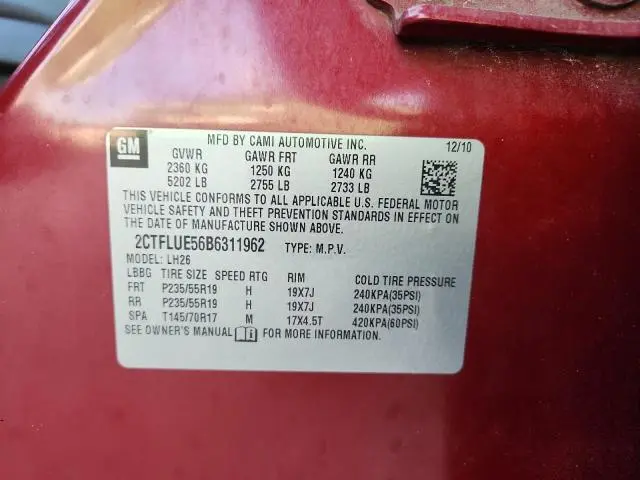 GM MFD BY CAMI AUTOMOTIVE INC. 12/10
GVWR GAWR FRT GAWR RR
2360 KG 1250 KG 1240 KG
5202 LB 2755 LB 2733 LB
THIS VEHICLE CONFORMS TO ALL APPLICABLE U.S. FEDERAL MOTOR
VEHICLE SAFETY AND THEFT PREVENTION STANDARDS IN EFFECT ON
THE DATE OF MANUFACTURE SHOWN ABOVE.
2CTFLUE56B6311962 TYPE: M.P.V.
MODEL: LH26
LBBG TIRE SIZE SPEED RTG RIM COLD TIRE PRESSURE
FRT P235/55R19 H 19X7J 240KPA(35PSI)
RR P235/55R19 H 19X7J 240KPA(35PSI)
SPA T145/70R17 M 17X4.5T 420KPA(60PSI)
SEE OWNER'S MANUAL FOR MORE INFORMATION